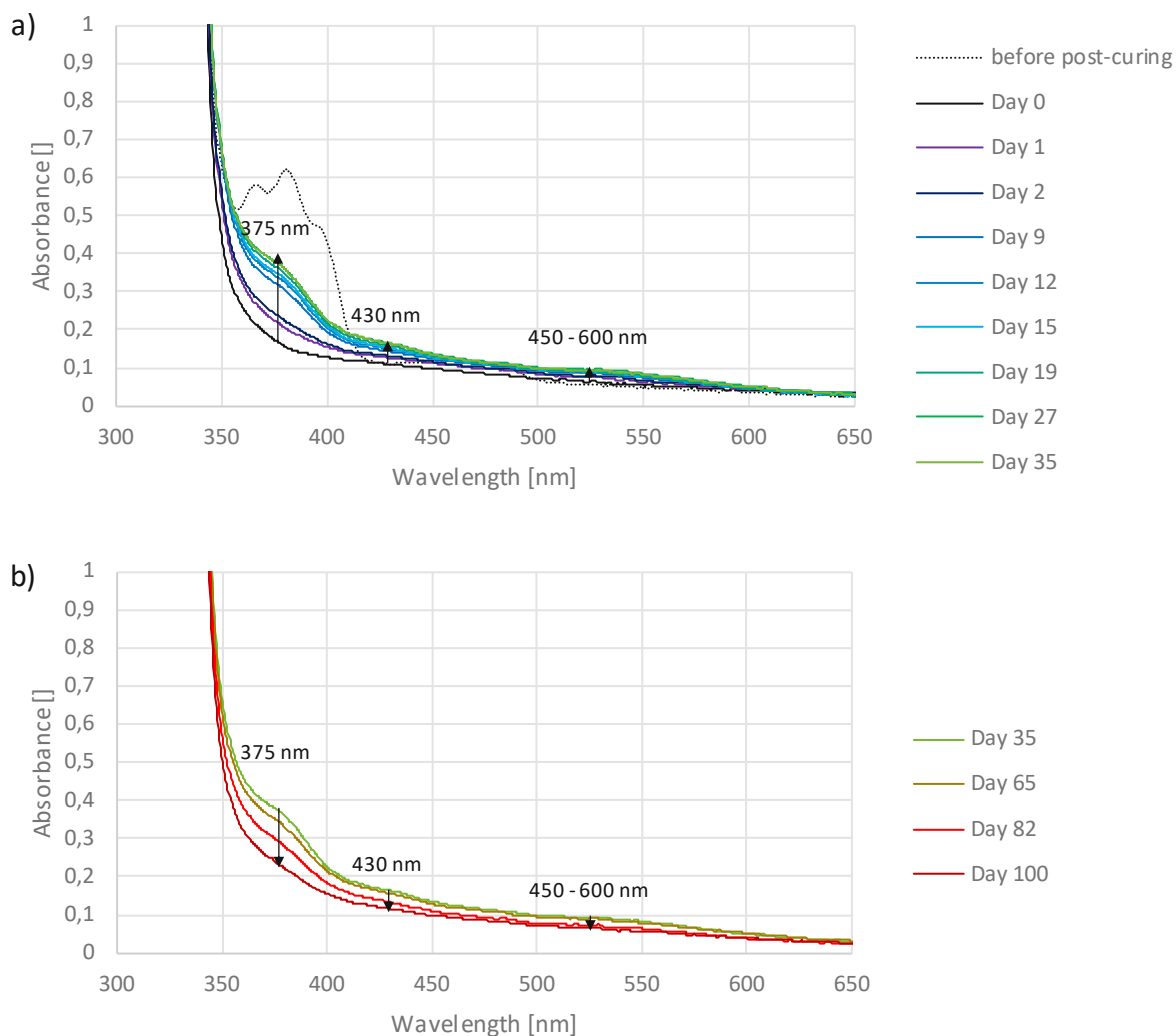 a)
1
0,9
0,8
0,7
0,6
0,5
0,4
0,3
0,2
0,1
0
Absorbance []
300 350 400 450 500 550 600 650
Wavelength [nm]
375 nm
430 nm
450 - 600 nm
before post-curing
Day 0
Day 1
Day 2
Day 9
Day 12
Day 15
Day 19
Day 27
Day 35
b)
1
0,9
0,8
0,7
0,6
0,5
0,4
0,3
0,2
0,1
0
Absorbance []
300 350 400 450 500 550 600 650
Wavelength [nm]
375 nm
430 nm
450 - 600 nm
Day 35
Day 65
Day 82
Day 100